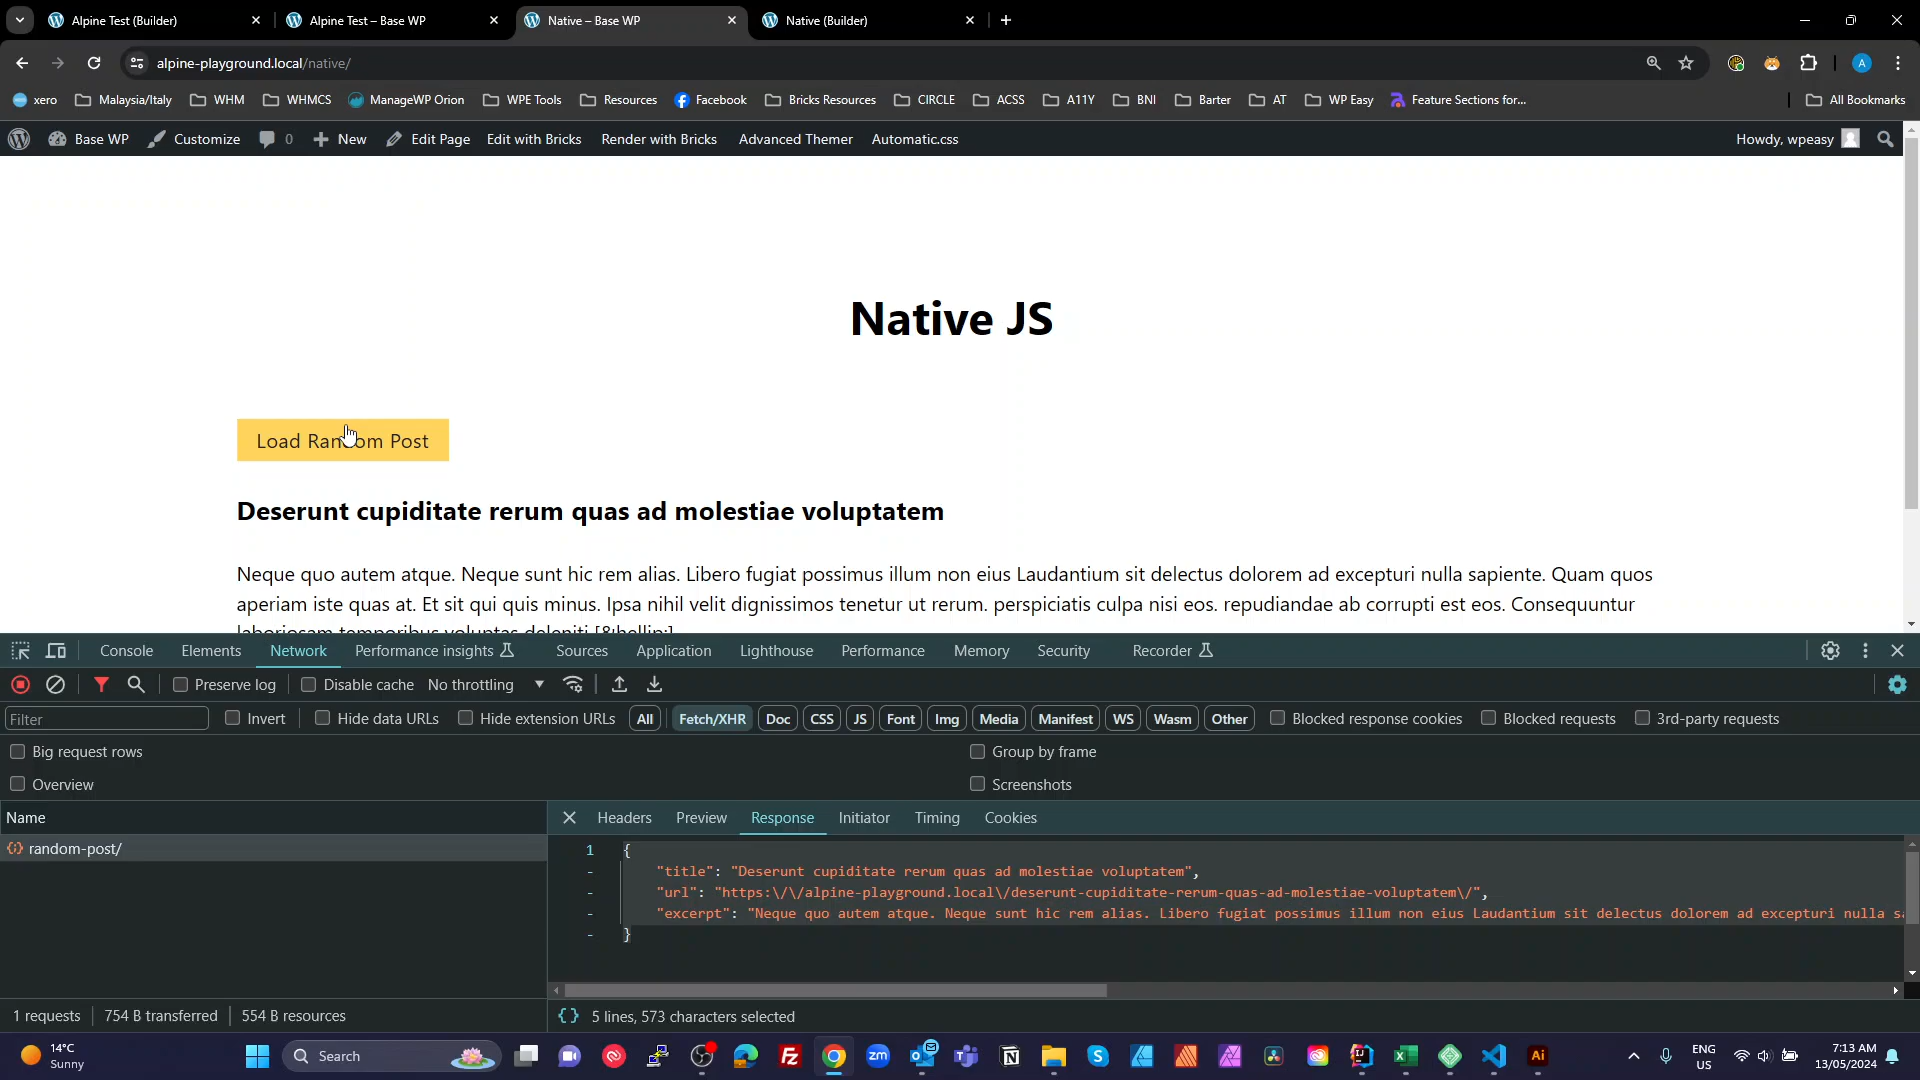 Alpine Test (Builder)
Alpine Test – Base WP
Native – Base WP
Native (Builder)
alpine-playground.local/native/
A
xero
Malaysia/Italy
WHM
WHMCS
ManageWP Orion
WPE Tools
Resources
Facebook
Bricks Resources
CIRCLE
ACSS
A11Y
BNI
Barter
AT
WP Easy
Feature Sections for...
All Bookmarks
Base WP
Customize
0
New
Edit Page
Edit with Bricks
Render with Bricks
Advanced Themer
Automatic.css
Howdy, wpeasy
Native JS
Load Random Post
Deserunt cupiditate rerum quas ad molestiae voluptatem
Neque quo autem atque. Neque sunt hic rem alias. Libero fugiat possimus illum non eius Laudantium sit delectus dolorem ad excepturi nulla sapiente. Quam quos
aperiam iste quas at. Et sit qui quis minus. Ipsa nihil velit dignissimos tenetur ut rerum. perspiciatis culpa nisi eos. repudiandae ab corrupti est eos. Consequuntur
laboriosam temporibus voluptas deleniti [&hellip;]
Console
Elements
Network
Performance insights
Sources
Application
Lighthouse
Performance
Memory
Security
Recorder
Preserve log
Disable cache
No throttling
Filter
Invert
Hide data URLs
Hide extension URLs
All
Fetch/XHR
Doc
CSS
JS
Font
Img
Media
Manifest
WS
Wasm
Other
Blocked response cookies
Blocked requests
3rd-party requests
Big request rows
Group by frame
Overview
Screenshots
Name
Headers
Preview
Response
Initiator
Timing
Cookies
random-post/
1 {
- "title": "Deserunt cupiditate rerum quas ad molestiae voluptatem",
- "url": "https:\/\/alpine-playground.local\/deserunt-cupiditate-rerum-quas-ad-molestiae-voluptatem\/",
- "excerpt": "Neque quo autem atque. Neque sunt hic rem alias. Libero fugiat possimus illum non eius Laudantium sit delectus dolorem ad excepturi nulla sa
- }
1 requests
754 B transferred
554 B resources
{} 5 lines, 573 characters selected
14°C
Sunny
Search
zm
Ai
ENG
US
7:13 AM
13/05/2024